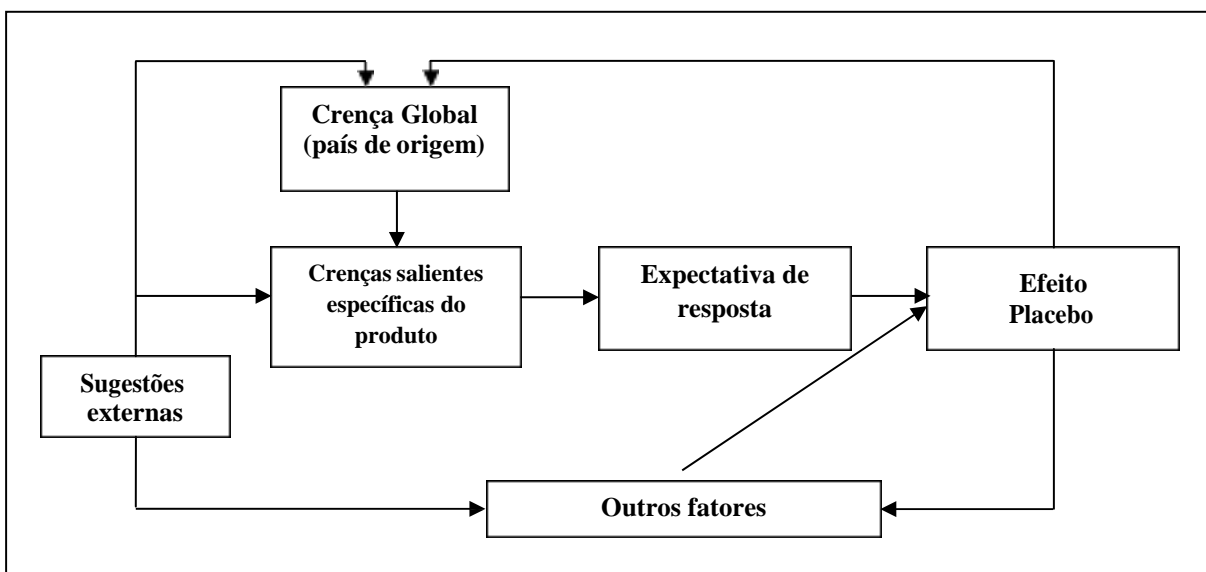 Crença Global
(país de origem)
Crenças salientes
específicas do
produto
Expectativa de
resposta
Efeito
Placebo
Sugestões
externas
Outros fatores